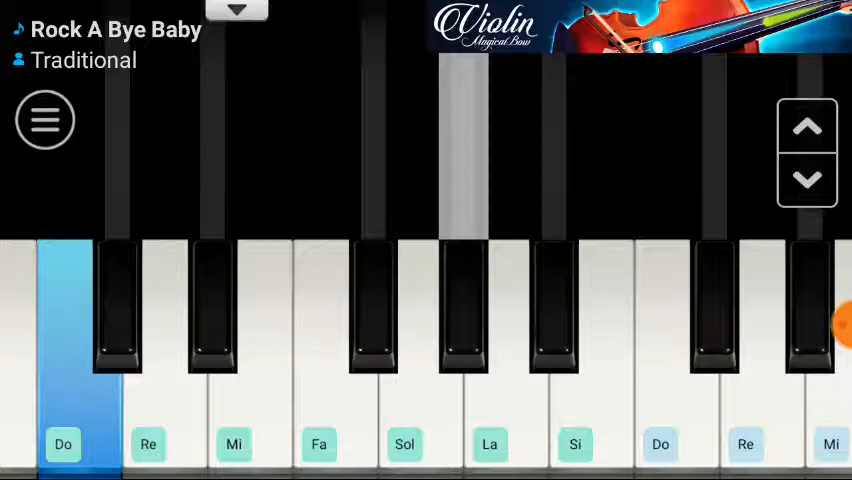 Rock A Bye Baby
Traditional
Violin
Magical Bow
Do Re Mi Fa Sol La Si Do Re Mi